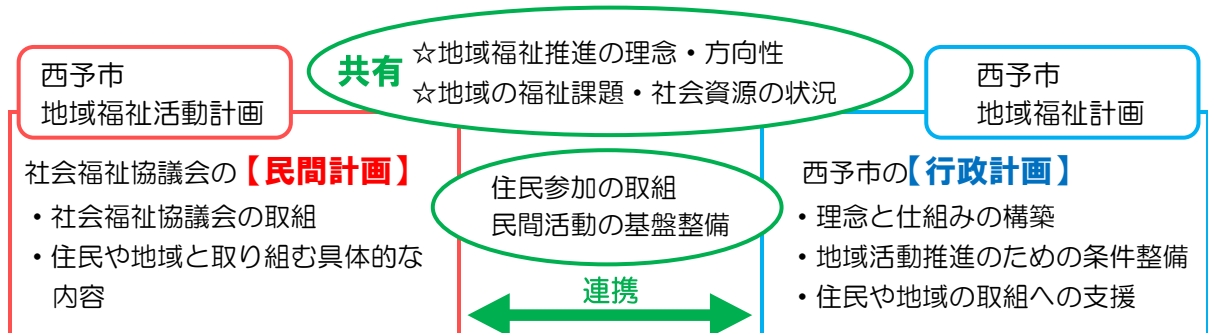 西予市
地域福祉活動計画
社会福祉協議会の【民間計画】
・社会福祉協議会の取組
・住民や地域と取り組む具体的な
内容
共有
☆地域福祉推進の理念・方向性
☆地域の福祉課題・社会資源の状況
住民参加の取組
民間活動の基盤整備
連携
西予市
地域福祉計画
西予市の【行政計画】
・理念と仕組みの構築
・地域活動推進のための条件整備
・住民や地域の取組への支援